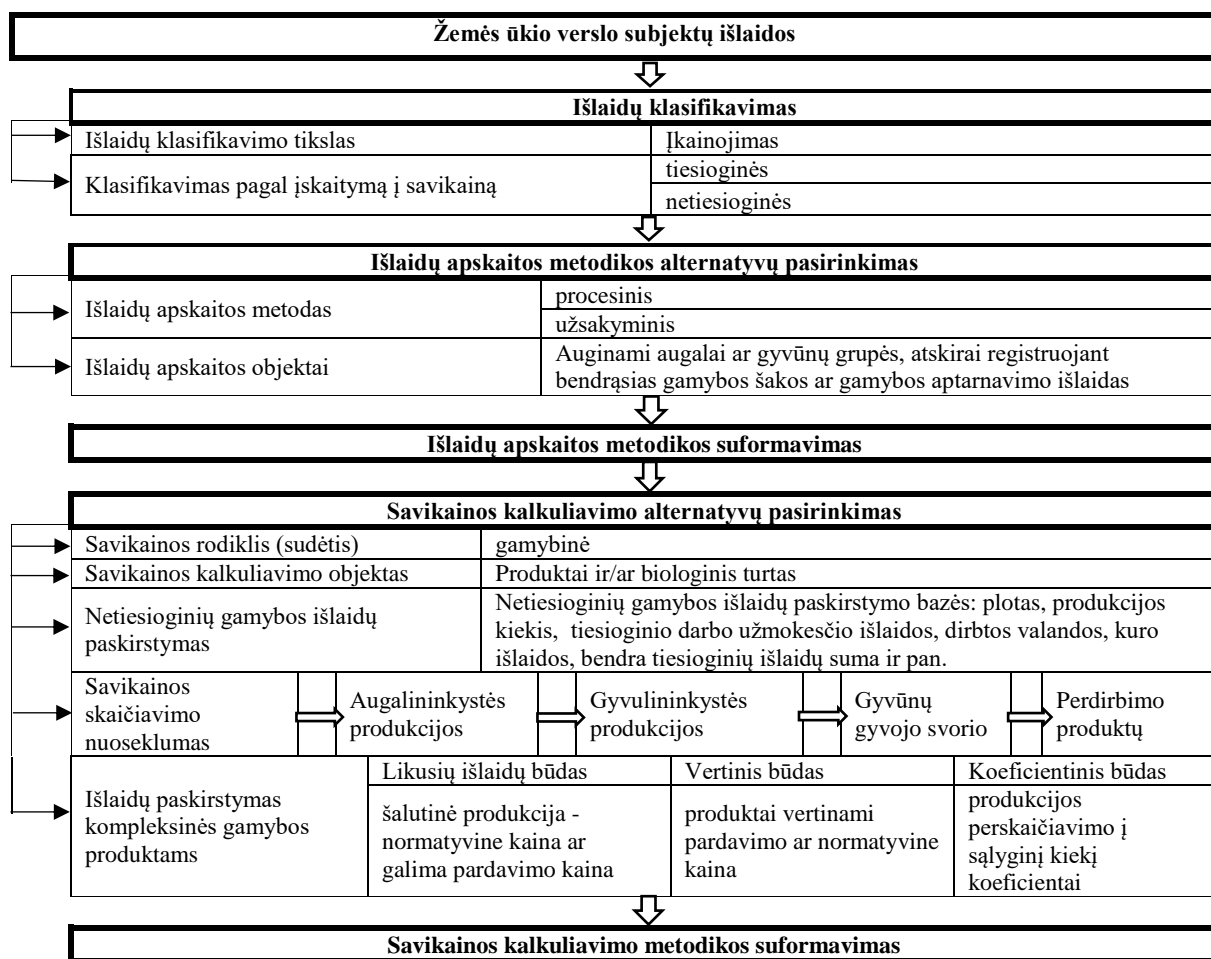 Žemės ūkio verslo subjektų išlaidos
Išlaidų klasifikavimas
Išlaidų klasifikavimo tikslas
Įkainojimas
Klasifikavimas pagal įskaitymą į savikainą
tiesioginės
netiesioginės
Išlaidų apskaitos metodikos alternatyvų pasirinkimas
Išlaidų apskaitos metodas
procesinis
užsakyminis
Išlaidų apskaitos objektai
Auginami augalai ar gyvūnų grupės, atskirai registruojant
bendrąsias gamybos šakos ar gamybos aptarnavimo išlaidas
Išlaidų apskaitos metodikos suformavimas
Savikainos kalkuliavimo alternatyvų pasirinkimas
Savikainos rodiklis (sudėtis)
gamybinė
Savikainos kalkuliavimo objektas
Produktai ir/ar biologinis turtas
Netiesioginių gamybos išlaidų
paskirstymas
Netiesioginių gamybos išlaidų paskirstymo bazės: plotas, produkcijos
kiekis, tiesioginio darbo užmokesčio išlaidos, dirbtos valandos, kuro
išlaidos, bendra tiesioginių išlaidų suma ir pan.
Savikainos
skaičiavimo
nuoseklumas
Augalininkystės
produkcijos
Gyvulininkystės
produkcijos
Gyvūnų
gyvojo svorio
Perdirbimo
produktų
Išlaidų paskirstymas
kompleksinės gamybos
produktams
Likusių išlaidų būdas
šalutinė produkcija -
normatyvine kaina ar
galima pardavimo kaina
Vertinis būdas
produktai vertinami
pardavimo ar normatyvine
kaina
Koeficientinis būdas
produkcijos
perskaičiavimo į
sąlyginį kiekį
koeficientai
Savikainos kalkuliavimo metodikos suformavimas